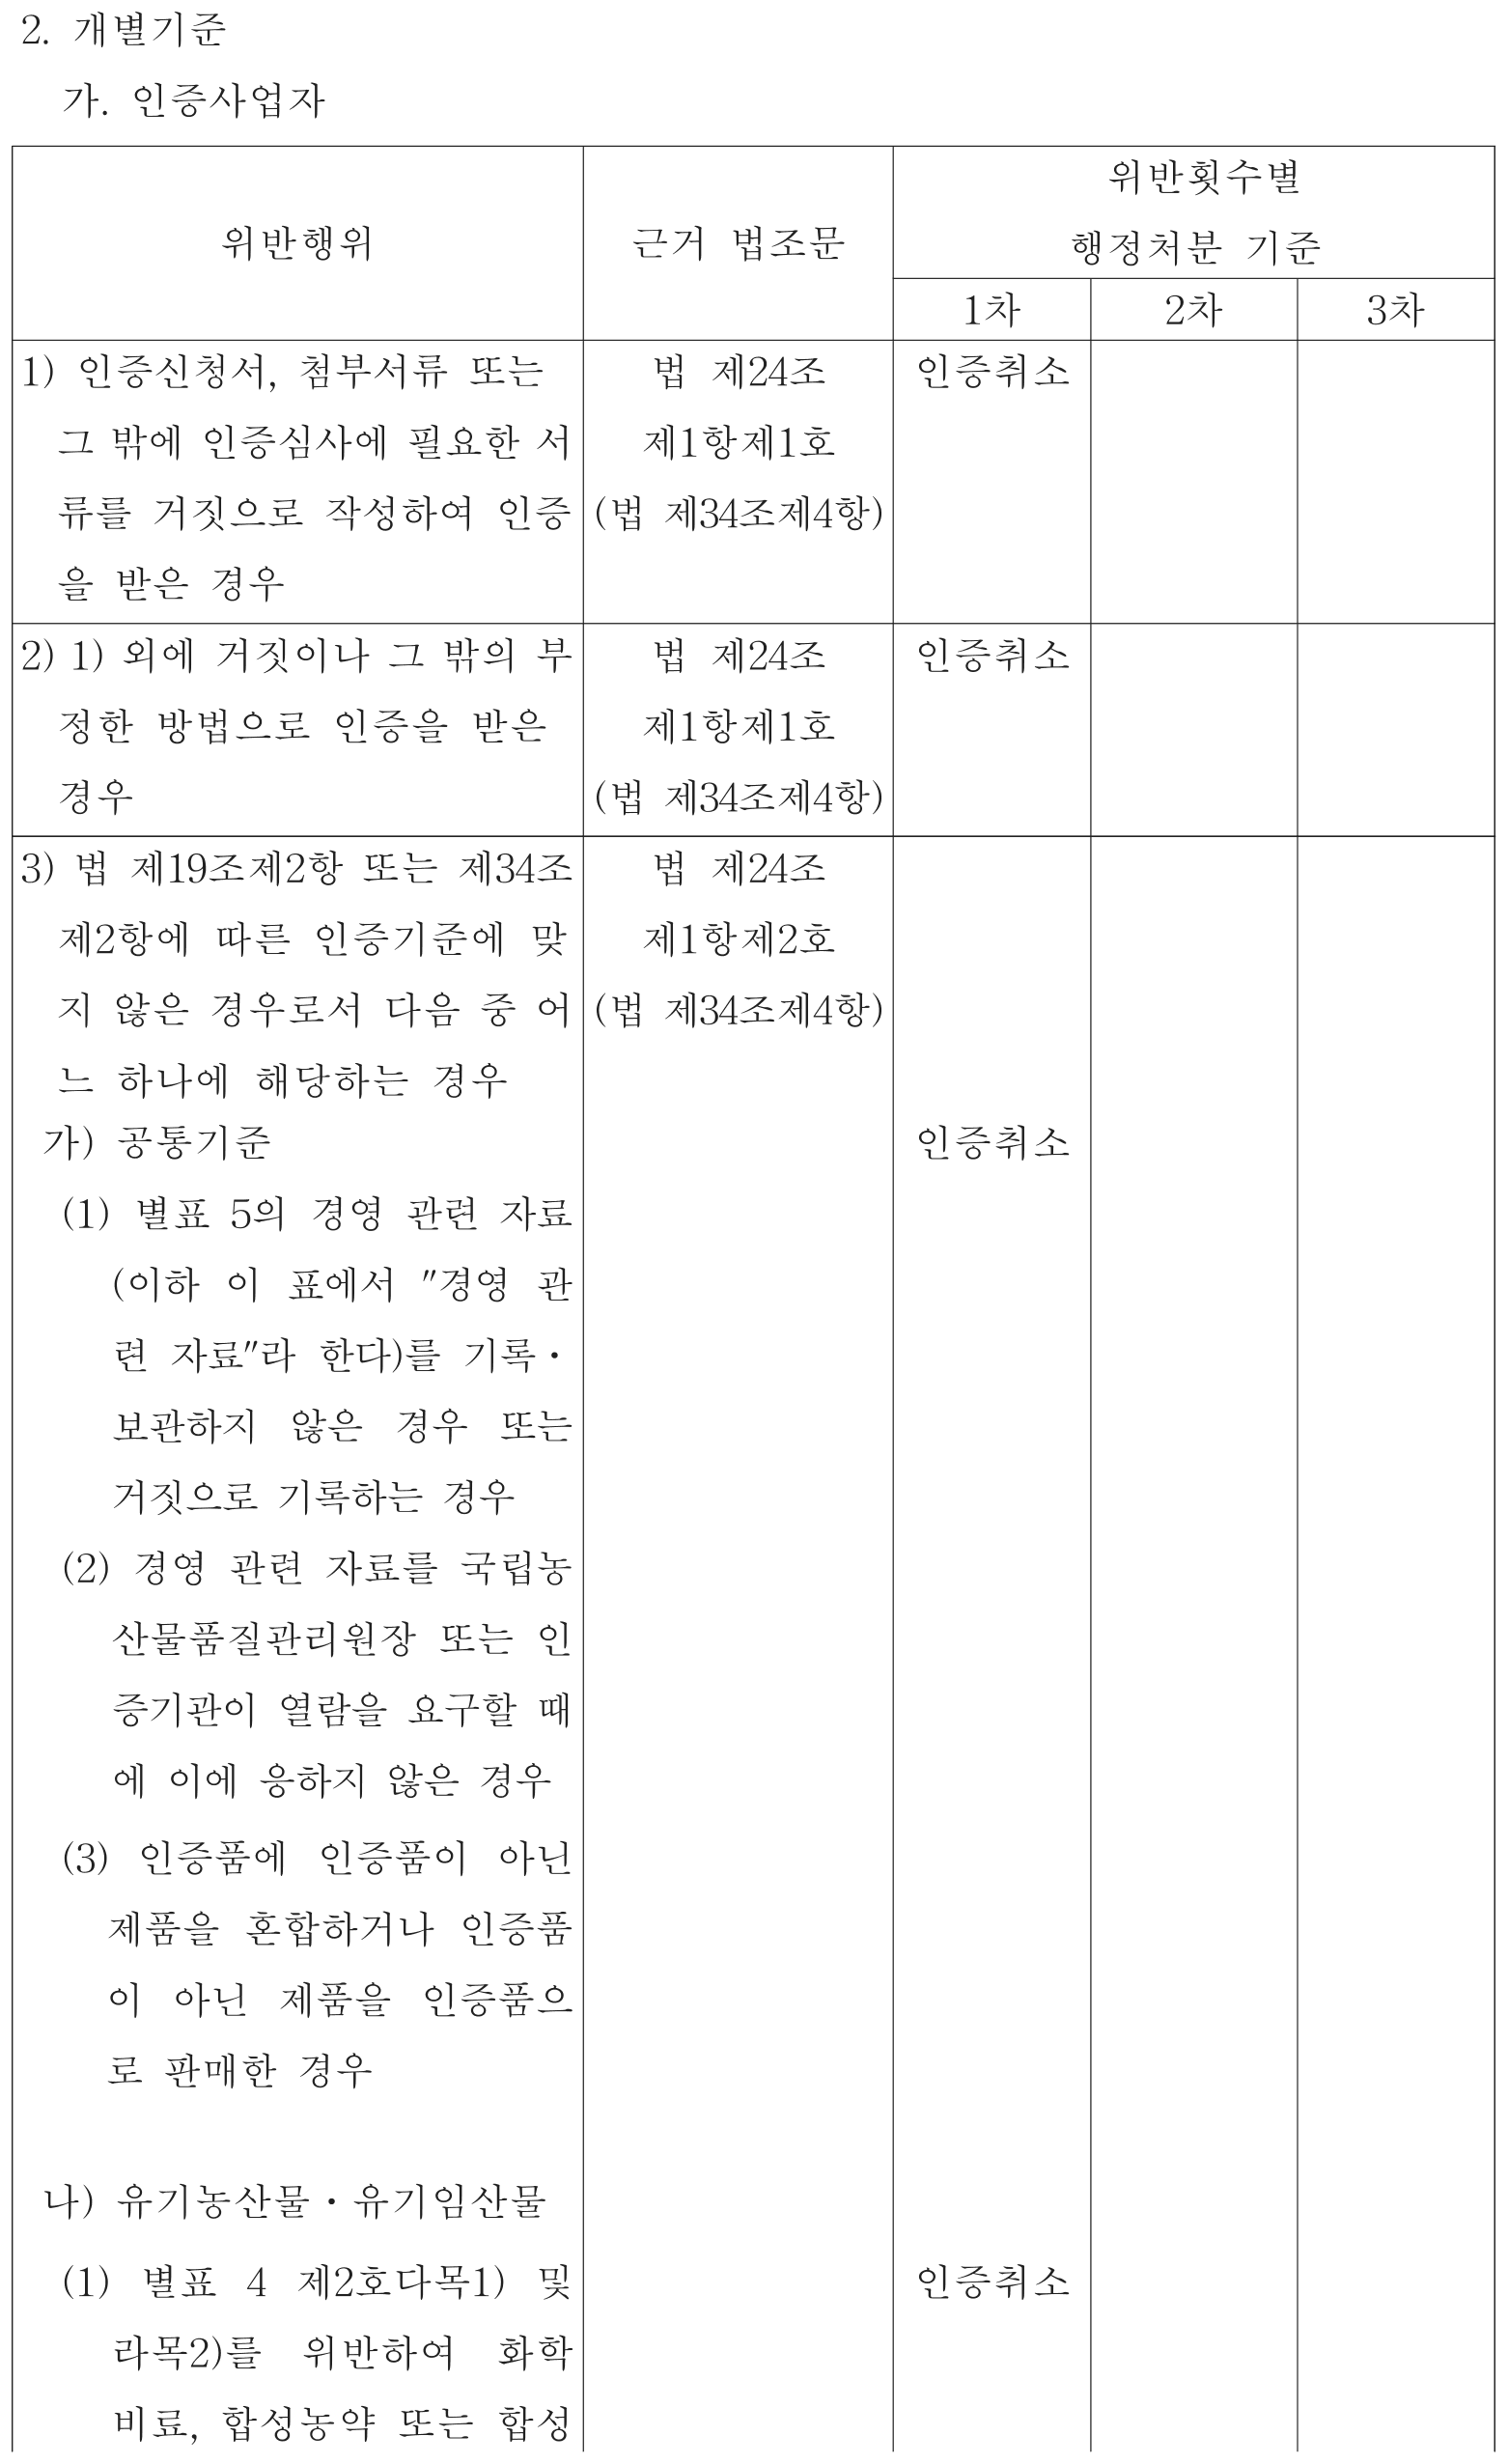 2. 개별기준
가. 인증사업자
위반행위
근거 법조문
위반횟수별
행정처분 기준
1차
2차
3차
1) 인증신청서, 첨부서류 또는
그 밖에 인증심사에 필요한 서
류를 거짓으로 작성하여 인증
을 받은 경우
법 제24조
제1항제1호
(법 제34조제4항)
인증취소
2) 1) 외에 거짓이나 그 밖의 부
정한 방법으로 인증을 받은
경우
법 제24조
제1항제1호
(법 제34조제4항)
인증취소
3) 법 제19조제2항 또는 제34조
제2항에 따른 인증기준에 맞
지 않은 경우로서 다음 중 어
느 하나에 해당하는 경우
법 제24조
제1항제2호
(법 제34조제4항)
가) 공통기준
인증취소
(1) 별표 5의 경영 관련 자료
(이하 이 표에서 "경영 관
련 자료"라 한다)를 기록·
보관하지 않은 경우 또는
거짓으로 기록하는 경우
(2) 경영 관련 자료를 국립농
산물품질관리원장 또는 인
증기관이 열람을 요구할 때
에 이에 응하지 않은 경우
(3) 인증품에 인증품이 아닌
제품을 혼합하거나 인증품
이 아닌 제품을 인증품으
로 판매한 경우
나) 유기농산물·유기임산물
(1) 별표 4 제2호다목1) 및
인증취소
라목2)를 위반하여 화학
비료, 합성농약 또는 합성